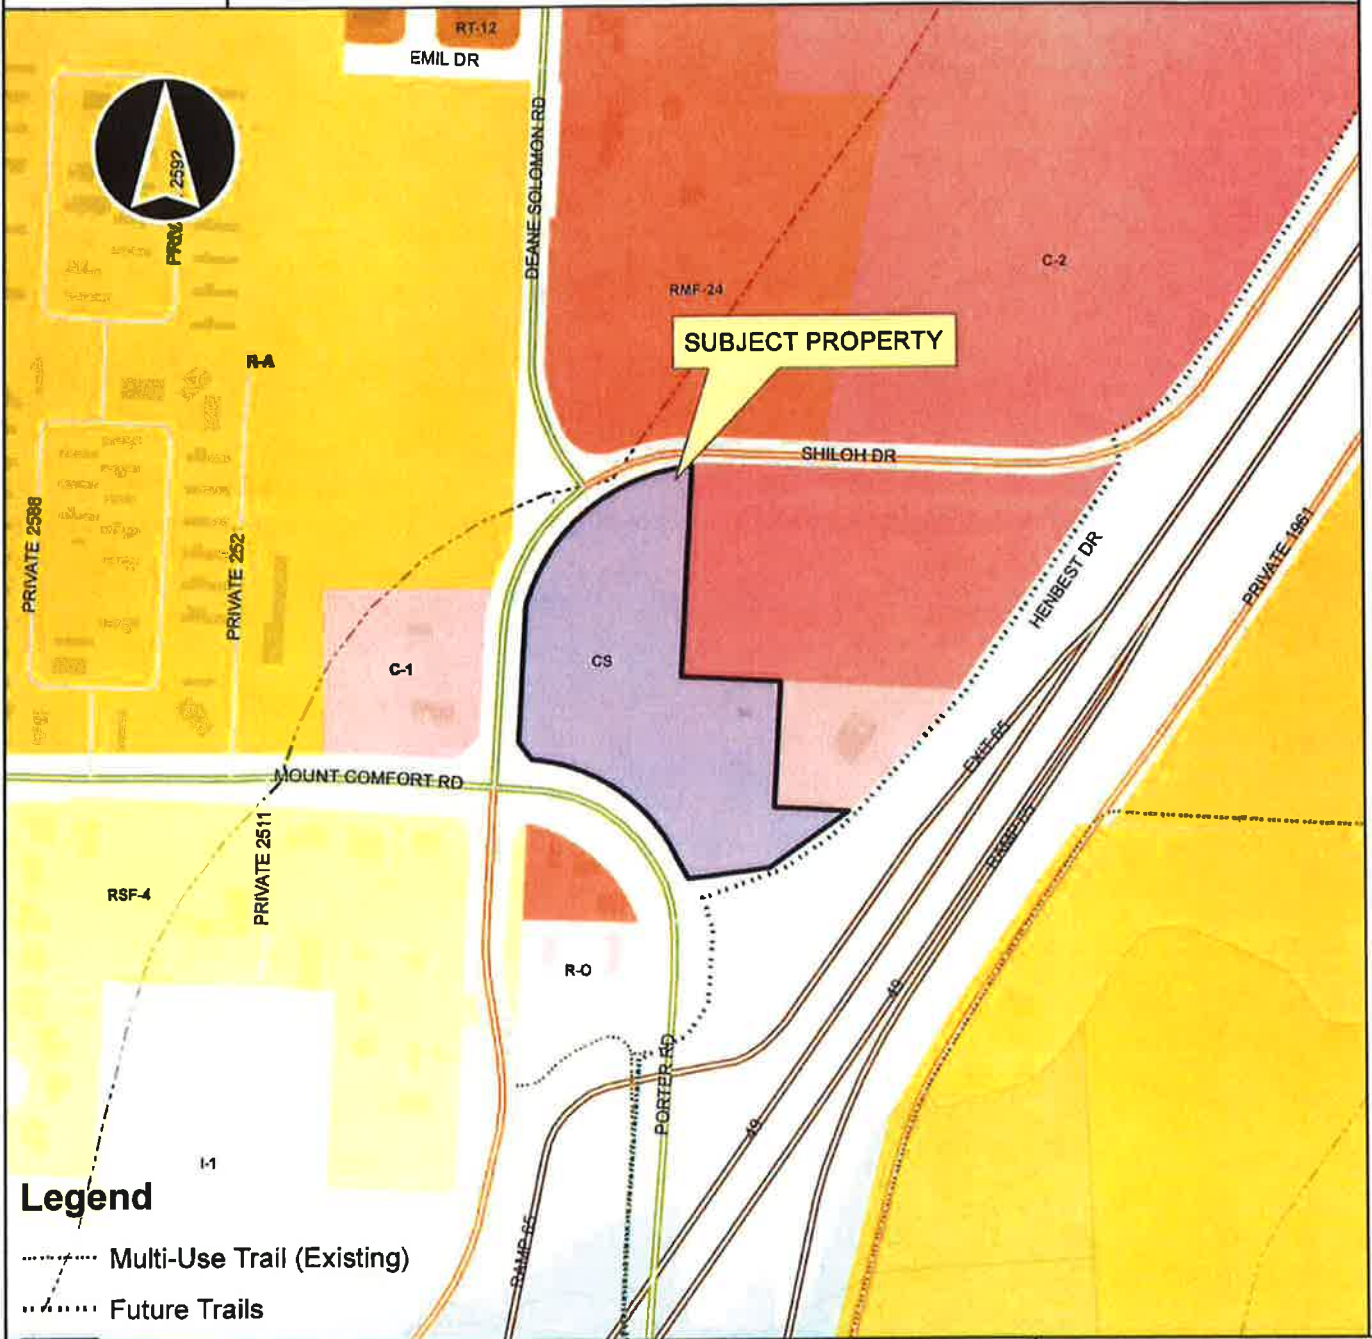 RT-12
EMIL DR
DEANE SOLOMON RD
2592
C-2
RMF-24
SUBJECT PROPERTY
R-A
SHILOH DR
PRIVATE 2588
PRIVATE 2521
HENBEST DR
PRIVATE 1961
CS
C-1
EXIT 65
MOUNT COMFORT RD
RAMP 65
PRIVATE 2511
RSF-4
R-O
49
PORTER RD
49
I-1
Legend
RAMP 65
Multi-Use Trail (Existing)
Future Trails